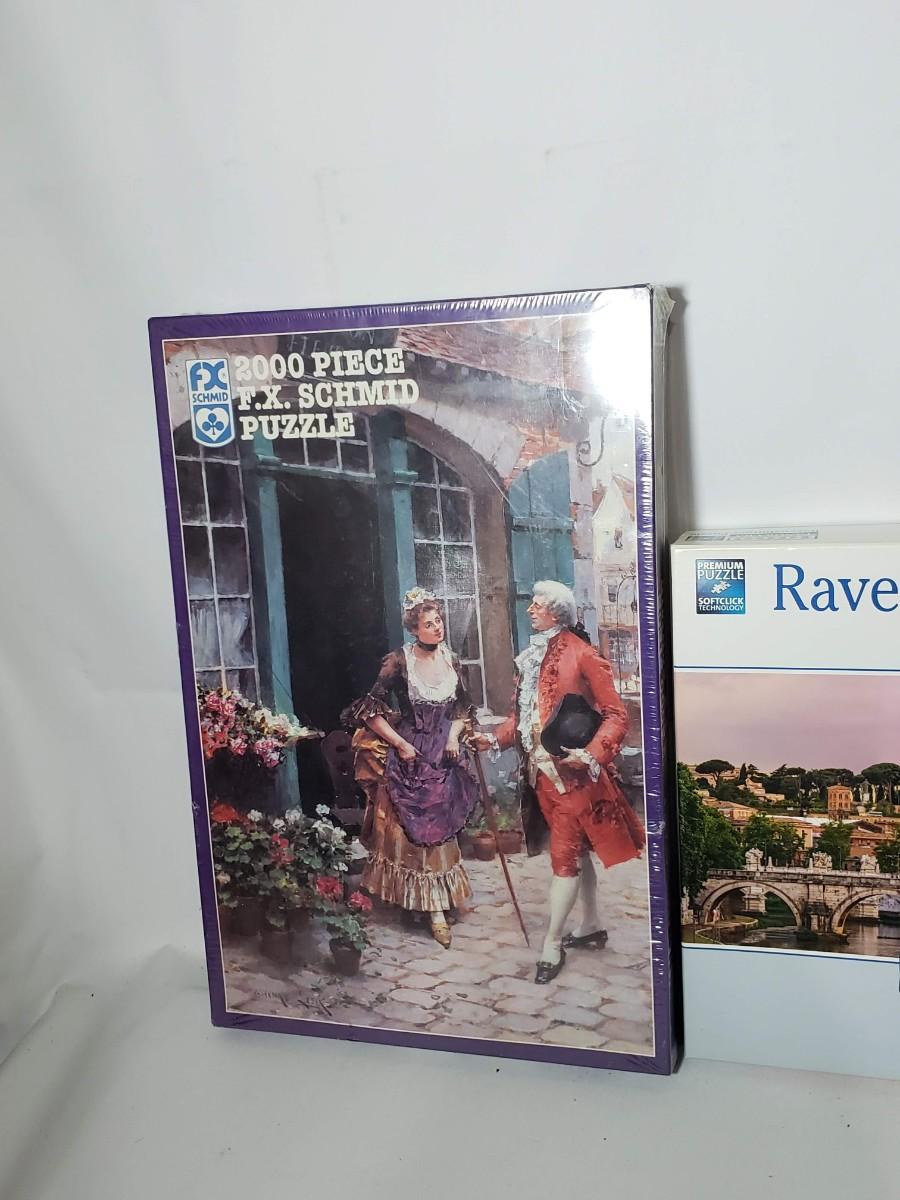 FX
SCHMID
2000 PIECE
F.X. SCHMID
PUZZLE
PREMIUM
PUZZLE
SOFTCLICK
TECHNOLOGY
Rave